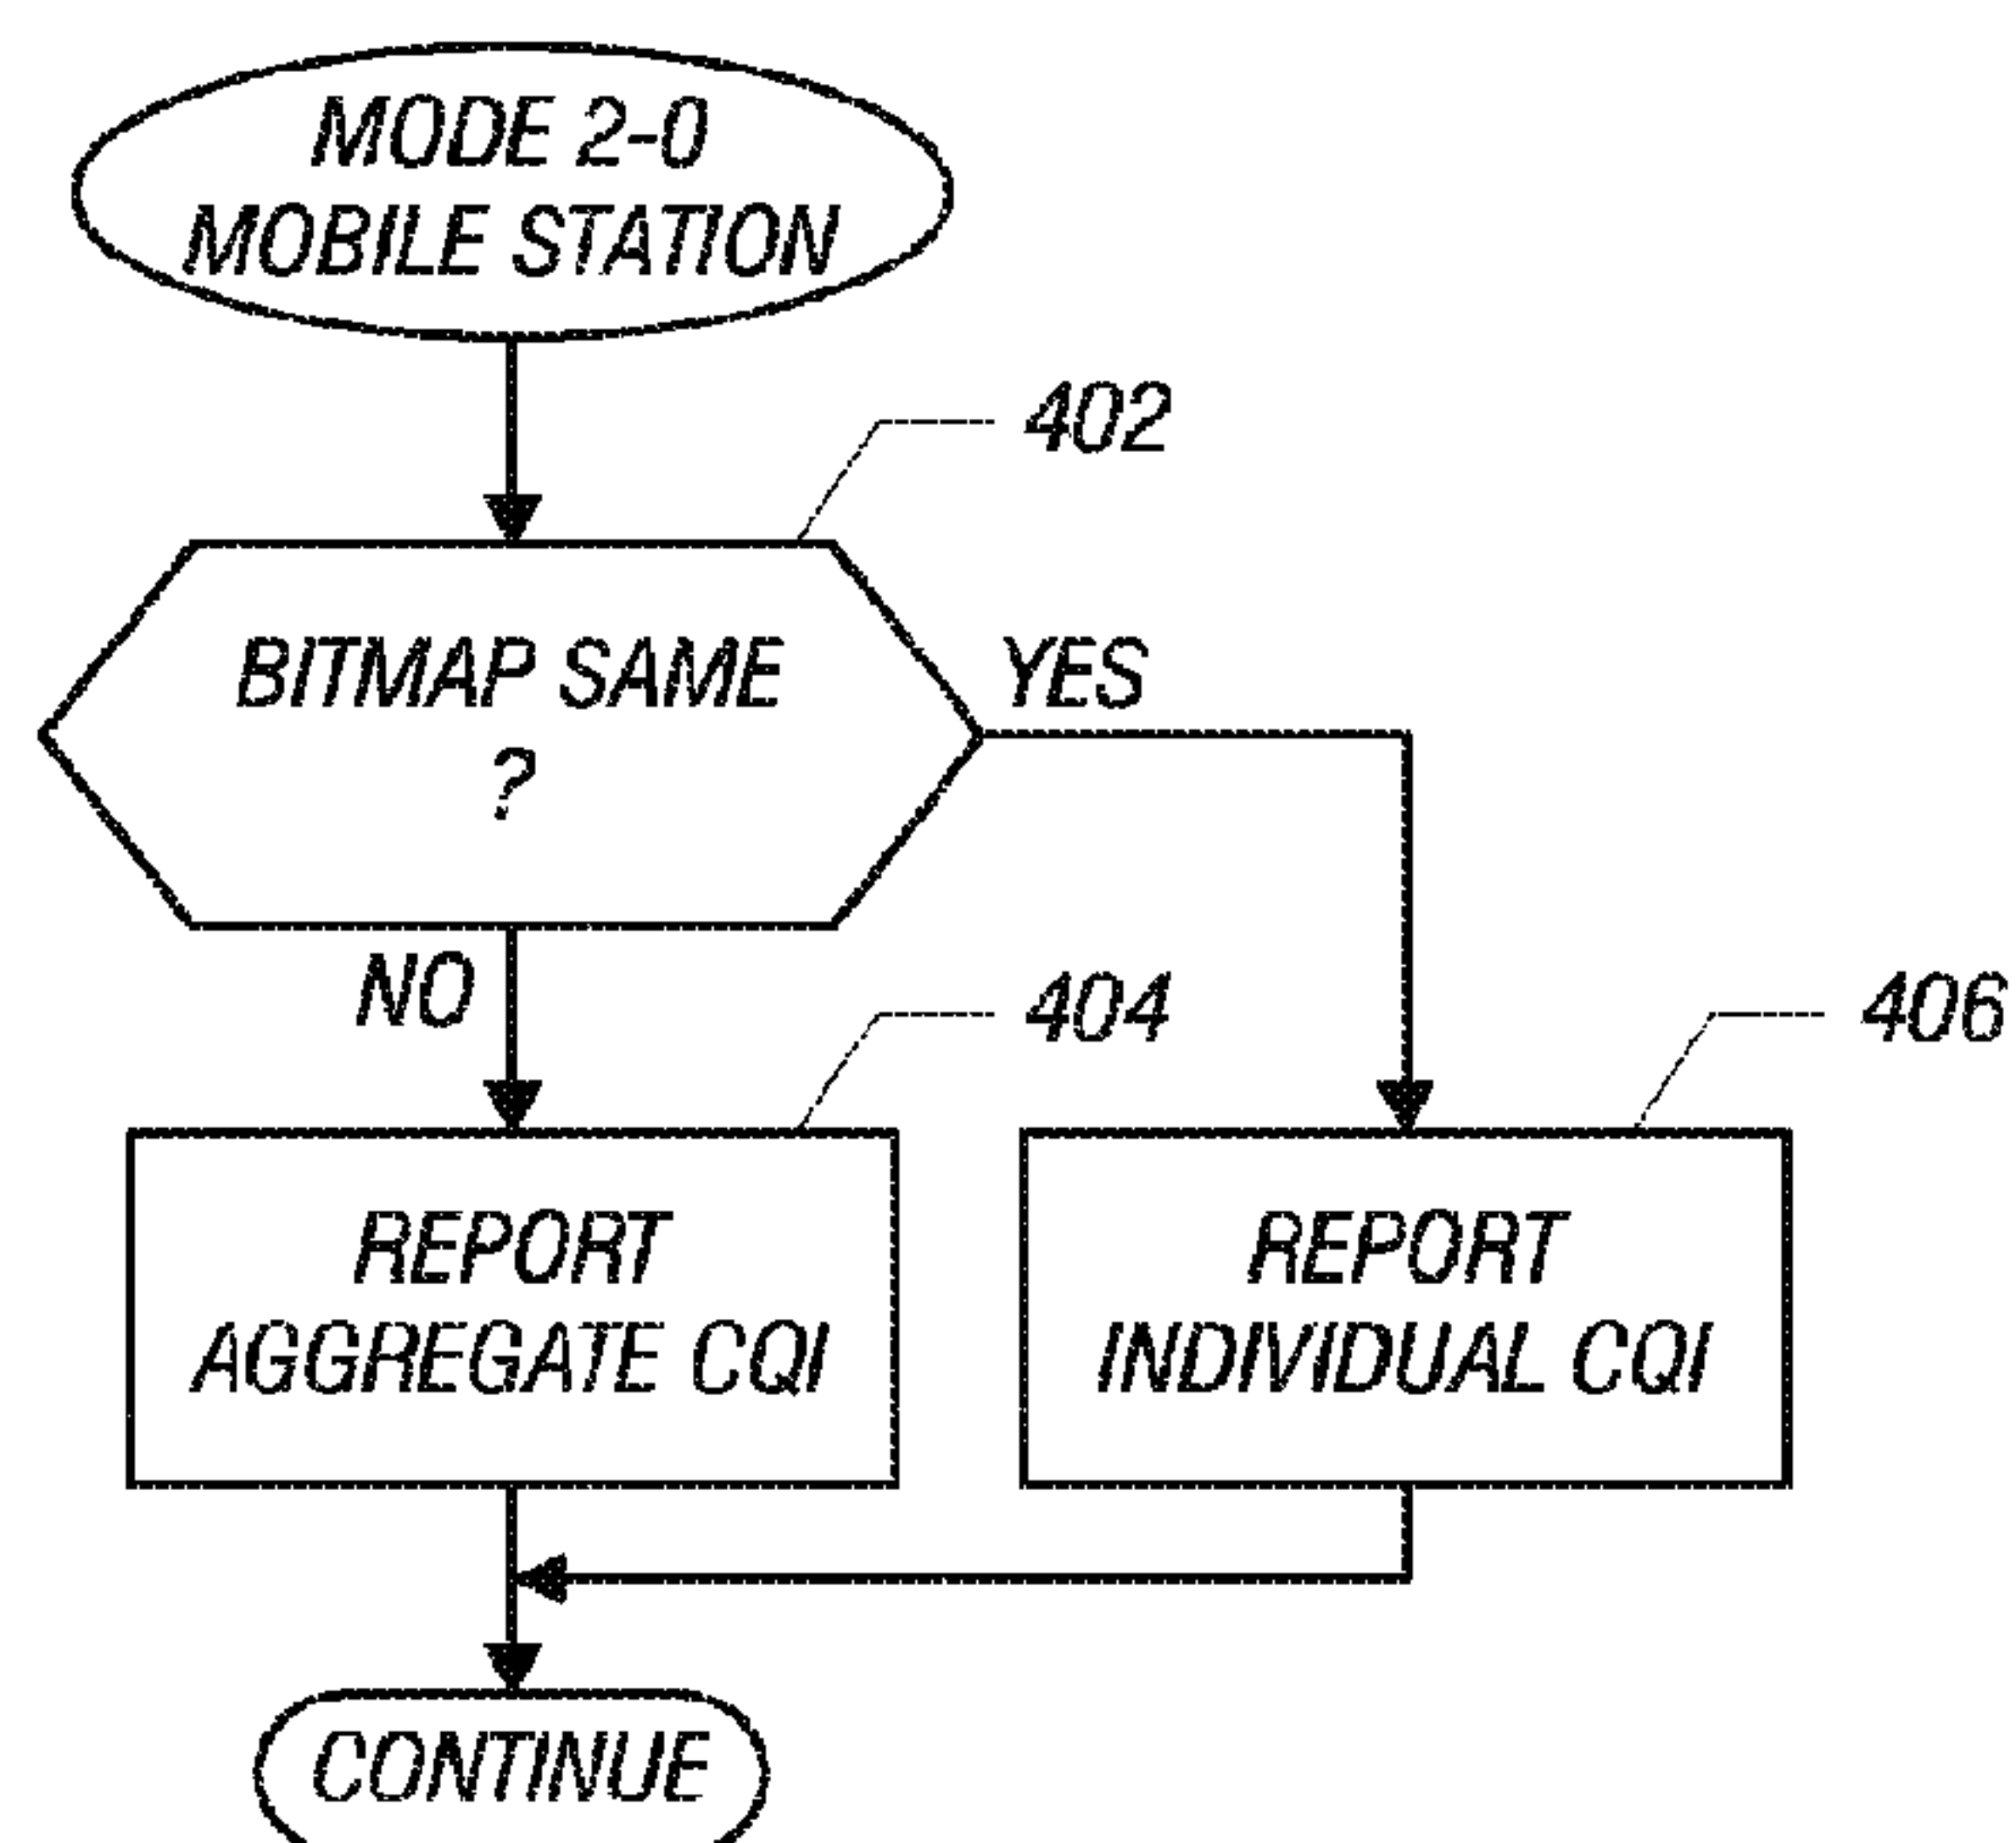 MODE 2-0
MOBILE STATION
402
BITMAP SAME
?
YES
NO
404
406
REPORT
AGGREGATE CQI
REPORT
INDIVIDUAL CQI
CONTINUE